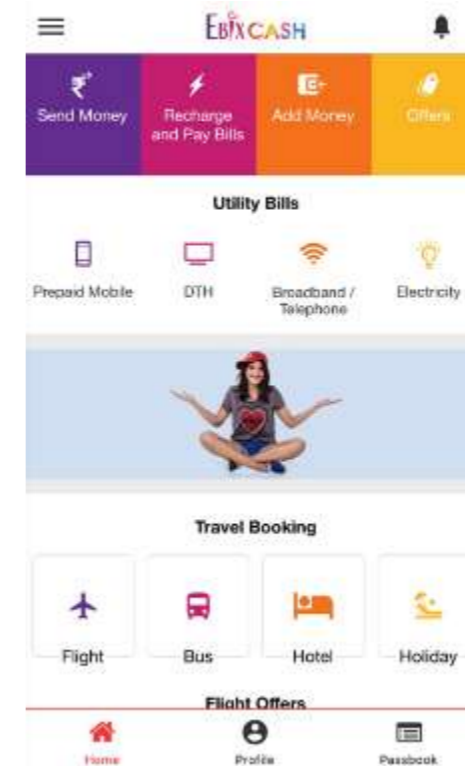 EBIXCASH
Send Money
Recharge
and Pay Bills
Add Money
Offers
Utility Bills
Prepaid Mobile
DTH
Broadband /
Telephone
Electricity
Travel Booking
Flight
Bus
Hotel
Holiday
Flight Offers
Home
Profile
Passbook